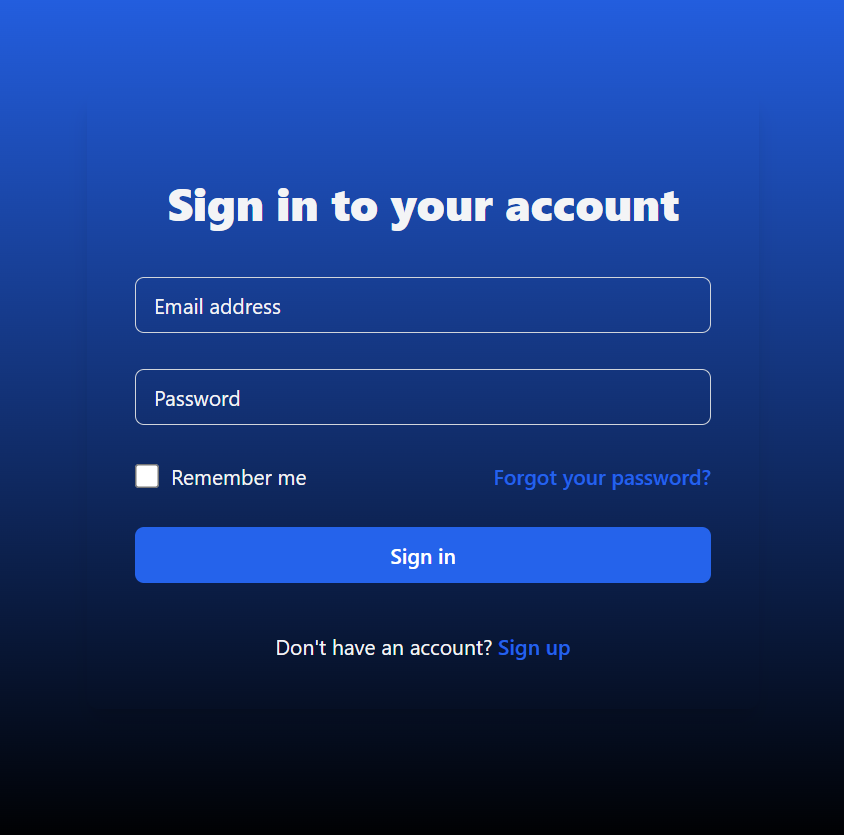 Sign in to your account
Email address
Password
Remember me
Forgot your password?
Sign in
Don't have an account? Sign up